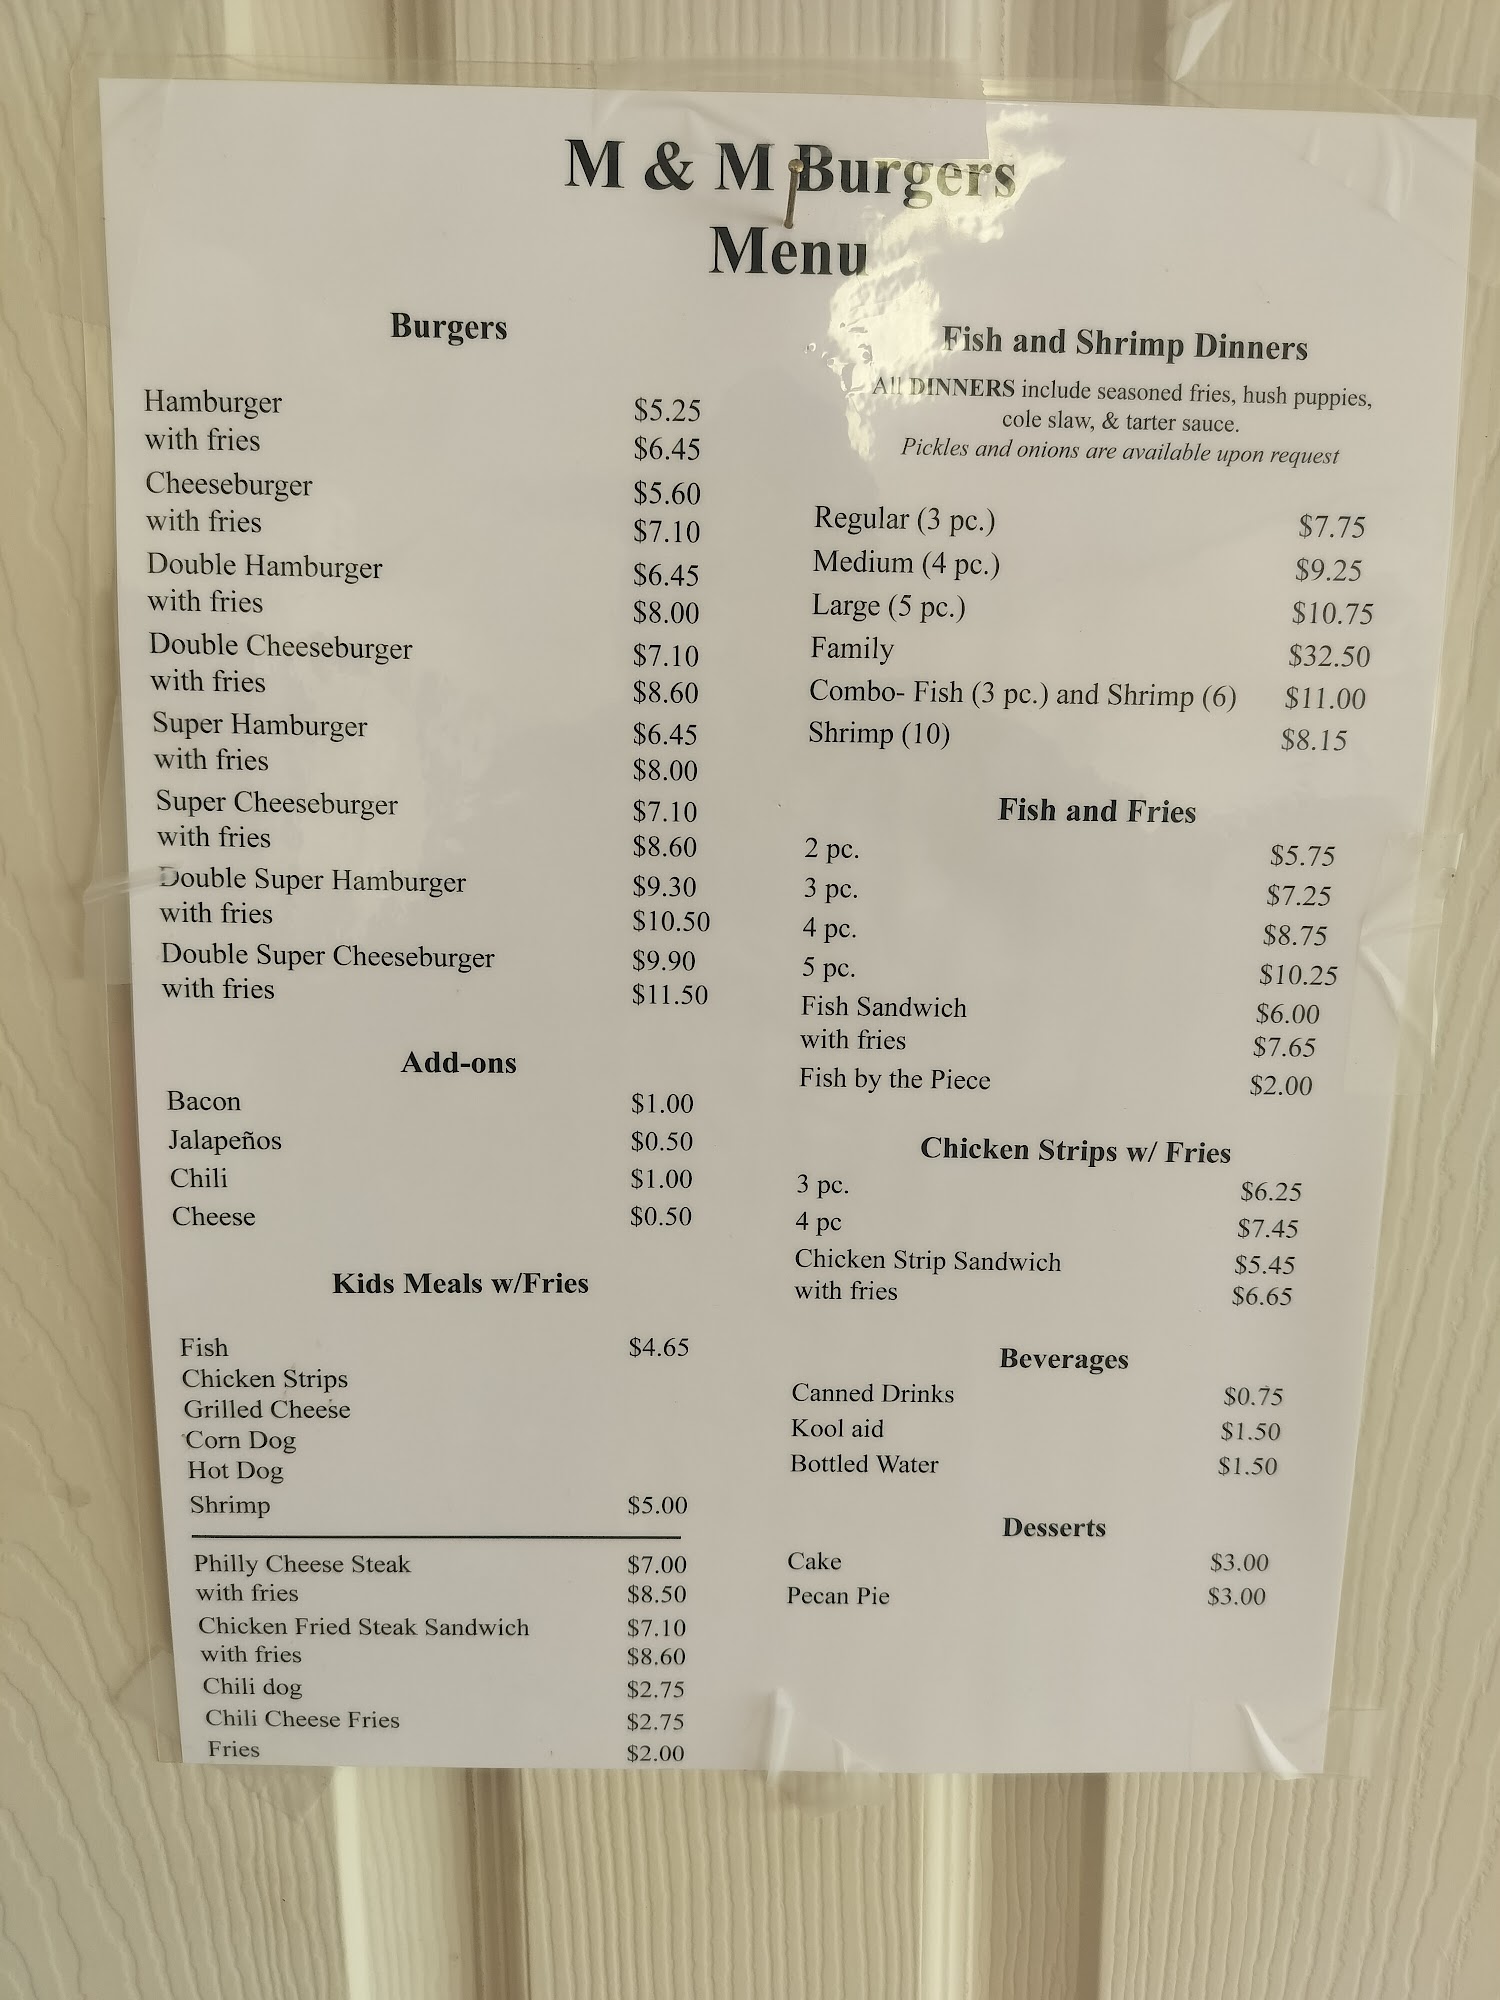 M & M Burgers
Menu
Burgers
Hamburger $5.25
with fries $6.45
Cheeseburger $5.60
with fries $7.10
Double Hamburger $6.45
with fries $8.00
Double Cheeseburger $7.10
with fries $8.60
Super Hamburger $6.45
with fries $8.00
Super Cheeseburger $7.10
with fries $8.60
Double Super Hamburger $9.30
with fries $10.50
Double Super Cheeseburger $9.90
with fries $11.50
Add-ons
Bacon $1.00
Jalapeños $0.50
Chili $1.00
Cheese $0.50
Kids Meals w/Fries
Fish $4.65
Chicken Strips
Grilled Cheese
Corn Dog
Hot Dog
Shrimp $5.00
Philly Cheese Steak $7.00
with fries $8.50
Chicken Fried Steak Sandwich $7.10
with fries $8.60
Chili dog $2.75
Chili Cheese Fries $2.75
Fries $2.00
Fish and Shrimp Dinners
All DINNERS include seasoned fries, hush puppies,
cole slaw, & tarter sauce.
Pickles and onions are available upon request
Regular (3 pc.) $7.75
Medium (4 pc.) $9.25
Large (5 pc.) $10.75
Family $32.50
Combo- Fish (3 pc.) and Shrimp (6) $11.00
Shrimp (10) $8.15
Fish and Fries
2 pc. $5.75
3 pc. $7.25
4 pc. $8.75
5 pc. $10.25
Fish Sandwich $6.00
with fries $7.65
Fish by the Piece $2.00
Chicken Strips w/ Fries
3 pc. $6.25
4 pc $7.45
Chicken Strip Sandwich $5.45
with fries $6.65
Beverages
Canned Drinks $0.75
Kool aid $1.50
Bottled Water $1.50
Desserts
Cake $3.00
Pecan Pie $3.00